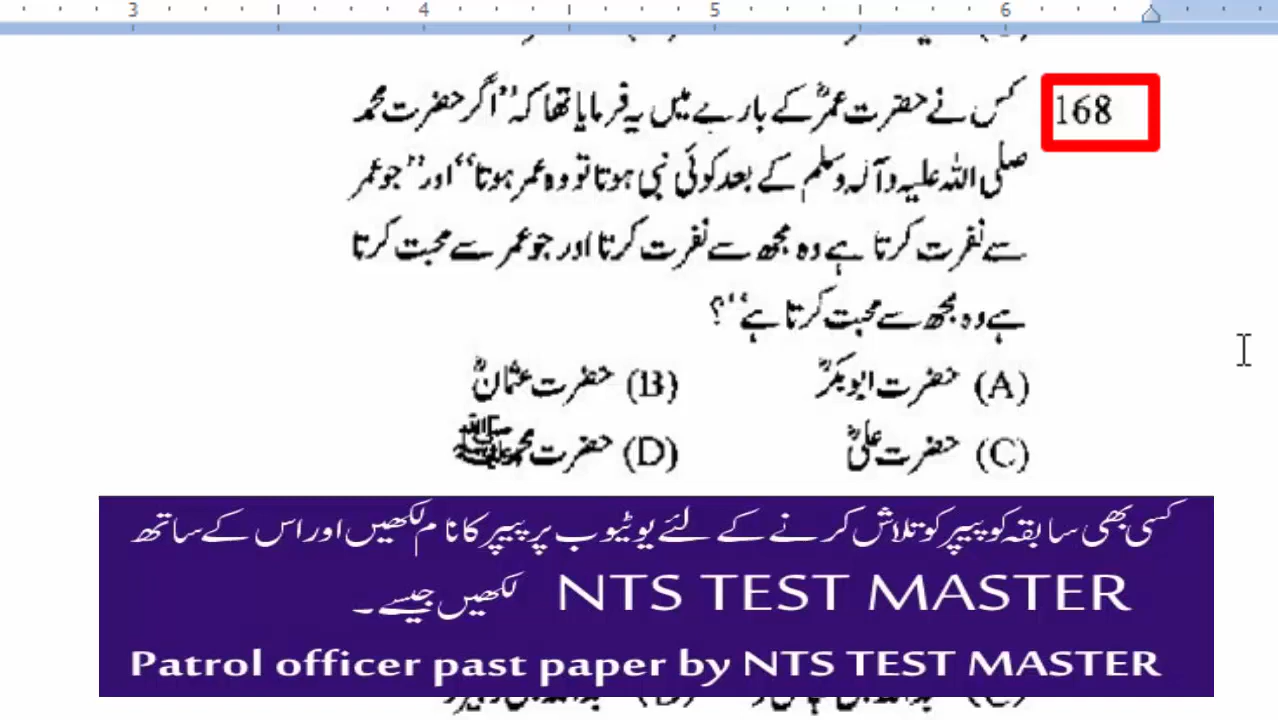 3 4 5 6
168 کس نے حضرت عمرؓ کے بارے میں یہ فرمایا تھا کہ ”اگر حضرت محمد
صلی اللہ علیہ وآلہ وسلم کے بعد کوئی نبی ہوتا تو وہ عمر ہوتا“ اور ”جو عمر
سے نفرت کرتا ہے وہ مجھ سے نفرت کرتا اور جو عمر سے محبت کرتا
ہے وہ مجھ سے محبت کرتا ہے“؟
(A) حضرت ابوبکرؓ (B) حضرت عثمانؓ
(C) حضرت علیؓ (D) حضرت محمد ﷺ
کسی بھی سابقہ کو پیپر کو تلاش کرنے کے لئے یوٹیوب پر پیپر کا نام لکھیں اور اس کے ساتھ
NTS TEST MASTER لکھیں جیسے ۔
Patrol officer past paper by NTS TEST MASTER